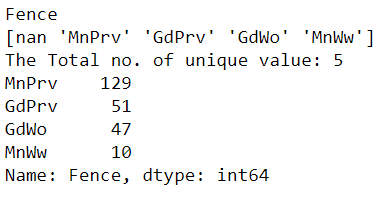 Fence
[nan 'MnPrv' 'GdPrv' 'GdWo' 'MnWw']
The Total no. of unique value: 5
MnPrv    129
GdPrv     51
GdWo      47
MnWw      10
Name: Fence, dtype: int64